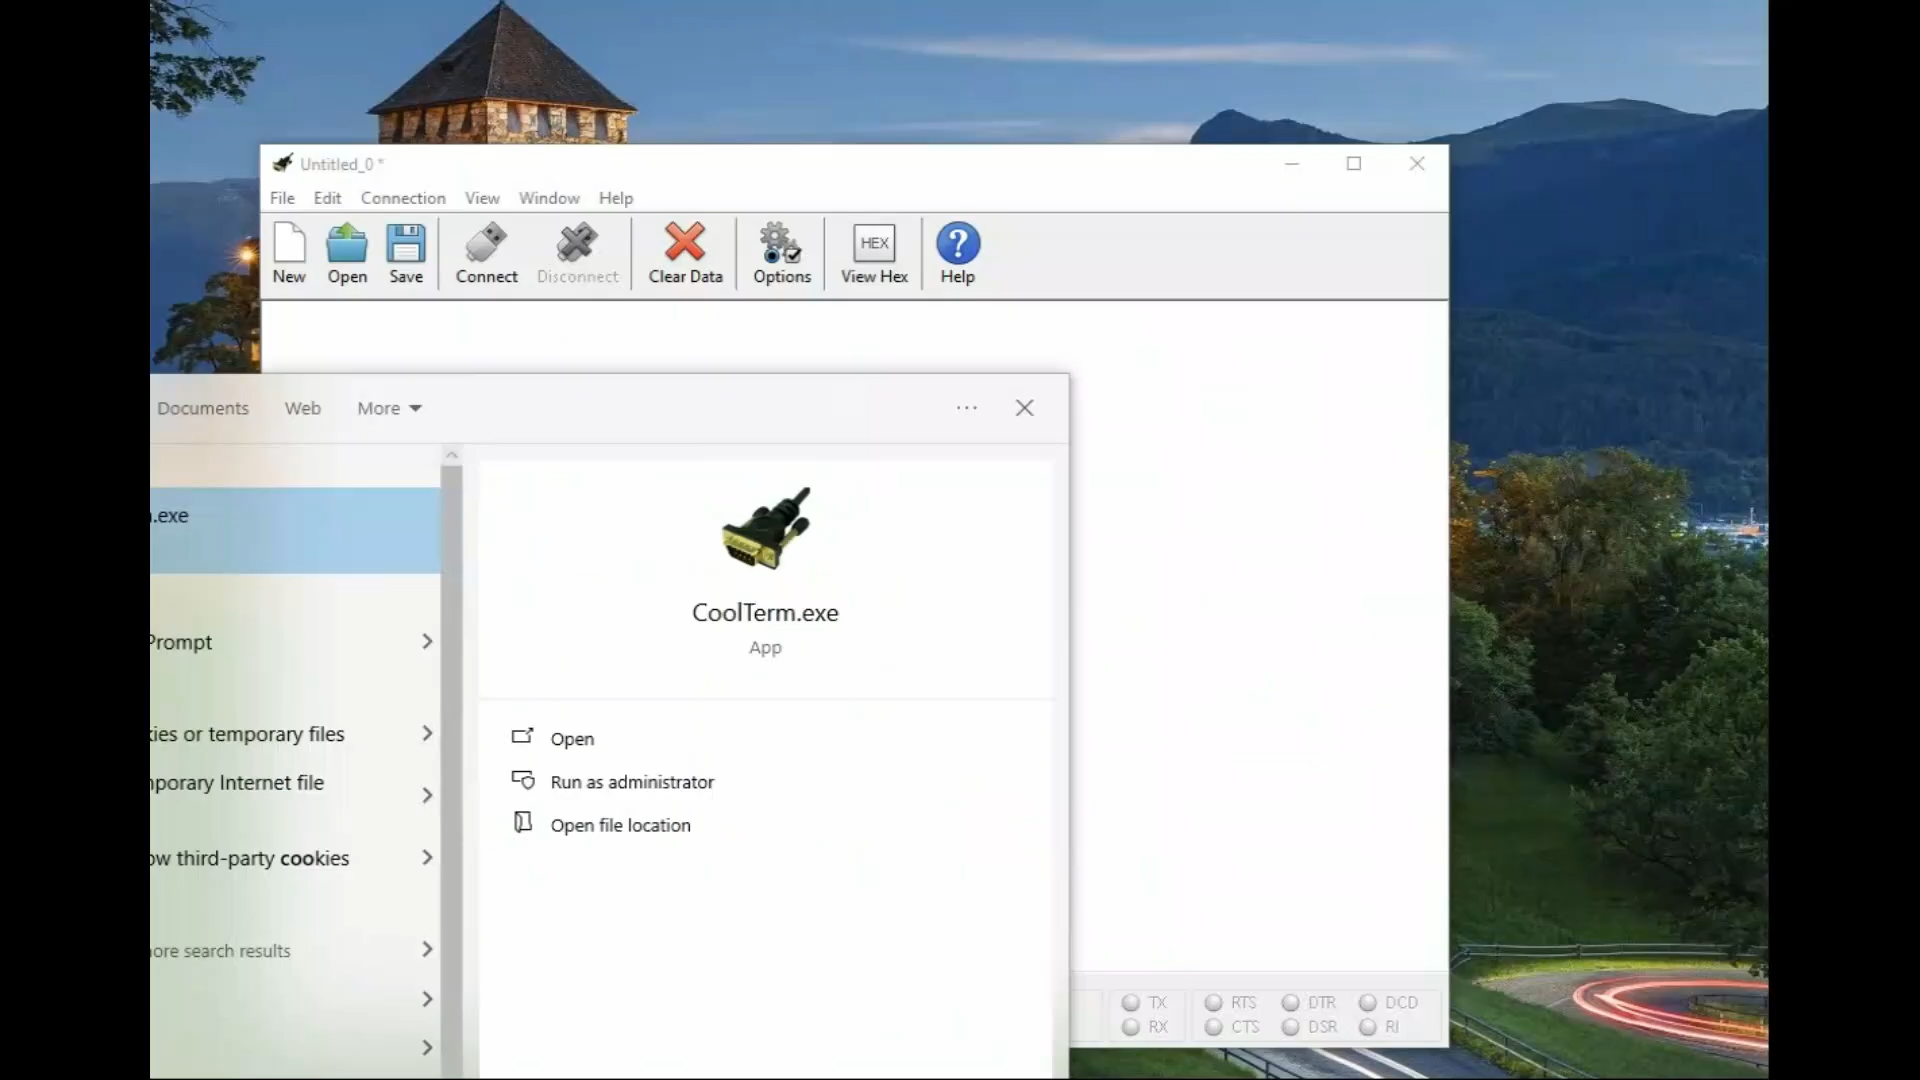 Untitled_0 *
File Edit Connection View Window Help
HEX
New Open Save Connect Disconnect Clear Data Options View Hex Help
Documents Web More
.exe
CoolTerm.exe
App
Prompt
ies or temporary files
Open
porary Internet file
Run as administrator
Open file location
ow third-party cookies
ore search results
TX RTS DTR DCD
RX CTS DSR RI